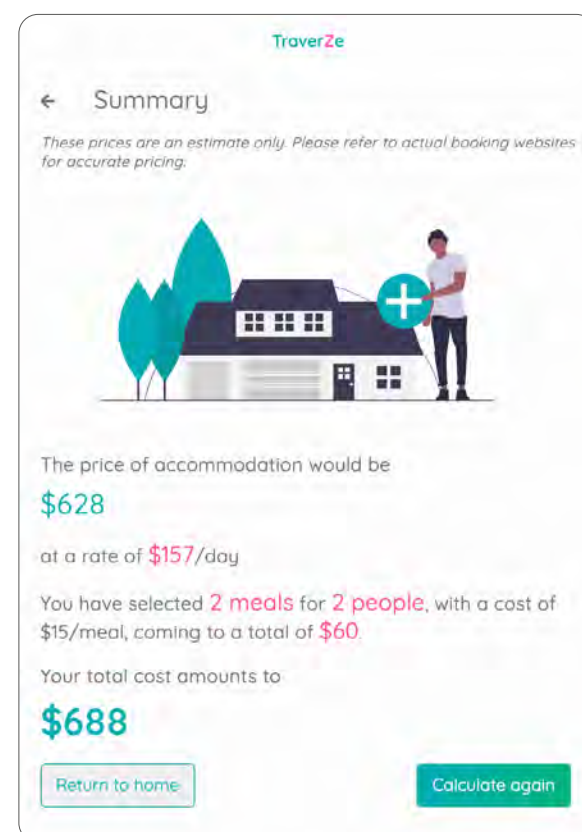 TraverZe
← Summary
These prices are an estimate only. Please refer to actual booking websites
for accurate pricing.
The price of accommodation would be
$628
at a rate of $157/day
You have selected 2 meals for 2 people, with a cost of
$15/meal, coming to a total of $60.
Your total cost amounts to
$688
Return to home
Calculate again